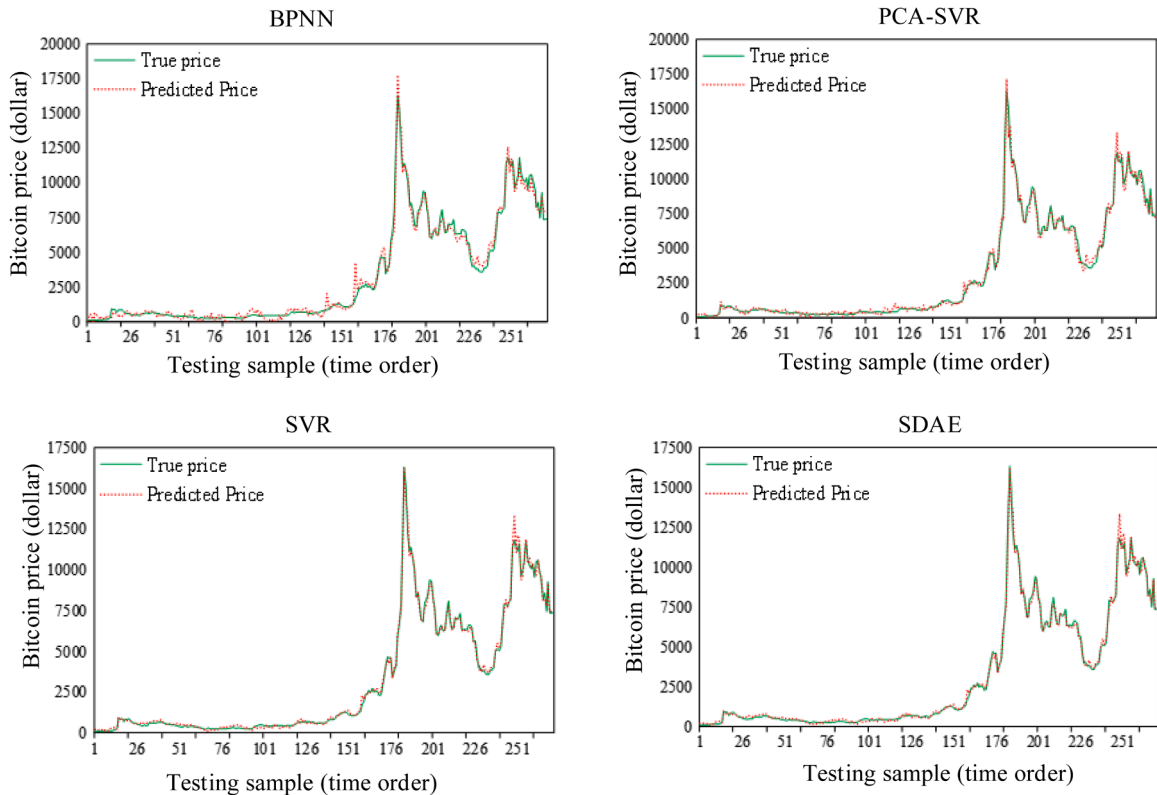 BPNN
Bitcoin price (dollar)
20000
17500
15000
12500
10000
7500
5000
2500
0
True price
Predicted Price
1 26 51 76 101 126 151 176 201 226 251
Testing sample (time order)
PCA-SVR
Bitcoin price (dollar)
20000
17500
15000
12500
10000
7500
5000
2500
0
True price
Predicted Price
1 26 51 76 101 126 151 176 201 226 251
Testing sample (time order)
SVR
Bitcoin price (dollar)
17500
15000
12500
10000
7500
5000
2500
0
True price
Predicted Price
1 26 51 76 101 126 151 176 201 226 251
Testing sample (time order)
SDAE
Bitcoin price (dollar)
17500
15000
12500
10000
7500
5000
2500
0
True price
Predicted Price
1 26 51 76 101 126 151 176 201 226 251
Testing sample (time order)